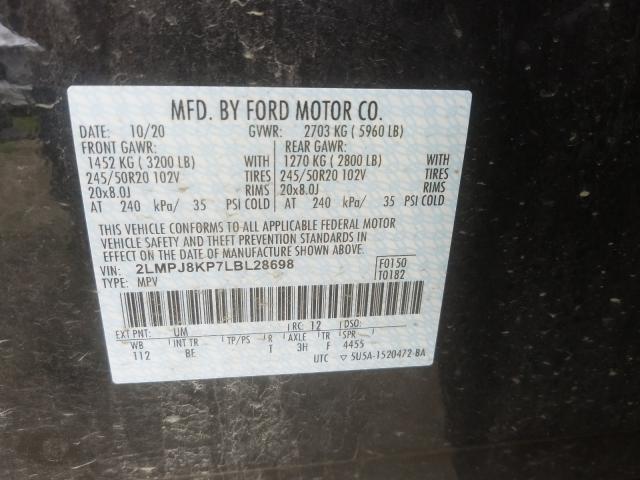 MFD. BY FORD MOTOR CO.
DATE: 10/20 GVWR: 2703 KG ( 5960 LB)
FRONT GAWR: REAR GAWR:
1452 KG ( 3200 LB) WITH 1270 KG ( 2800 LB) WITH
245/50R20 102V TIRES 245/50R20 102V TIRES
20x8.0J RIMS 20x8.0J RIMS
AT 240 kPa/ 35 PSI COLD AT 240 kPa/ 35 PSI COLD
THIS VEHICLE CONFORMS TO ALL APPLICABLE FEDERAL MOTOR
VEHICLE SAFETY AND THEFT PREVENTION STANDARDS IN
EFFECT ON THE DATE OF MANUFACTURE SHOWN ABOVE.
VIN: 2LMPJ8KP7LBL28698 F0150
TYPE: MPV T0182
EXT PNT: UM RC: 12 DSO:
WB INT TR TP/PS R AXLE TR SPR
112 BE T 3H F 4455
UTC ▽ 5U5A-1520472-BA